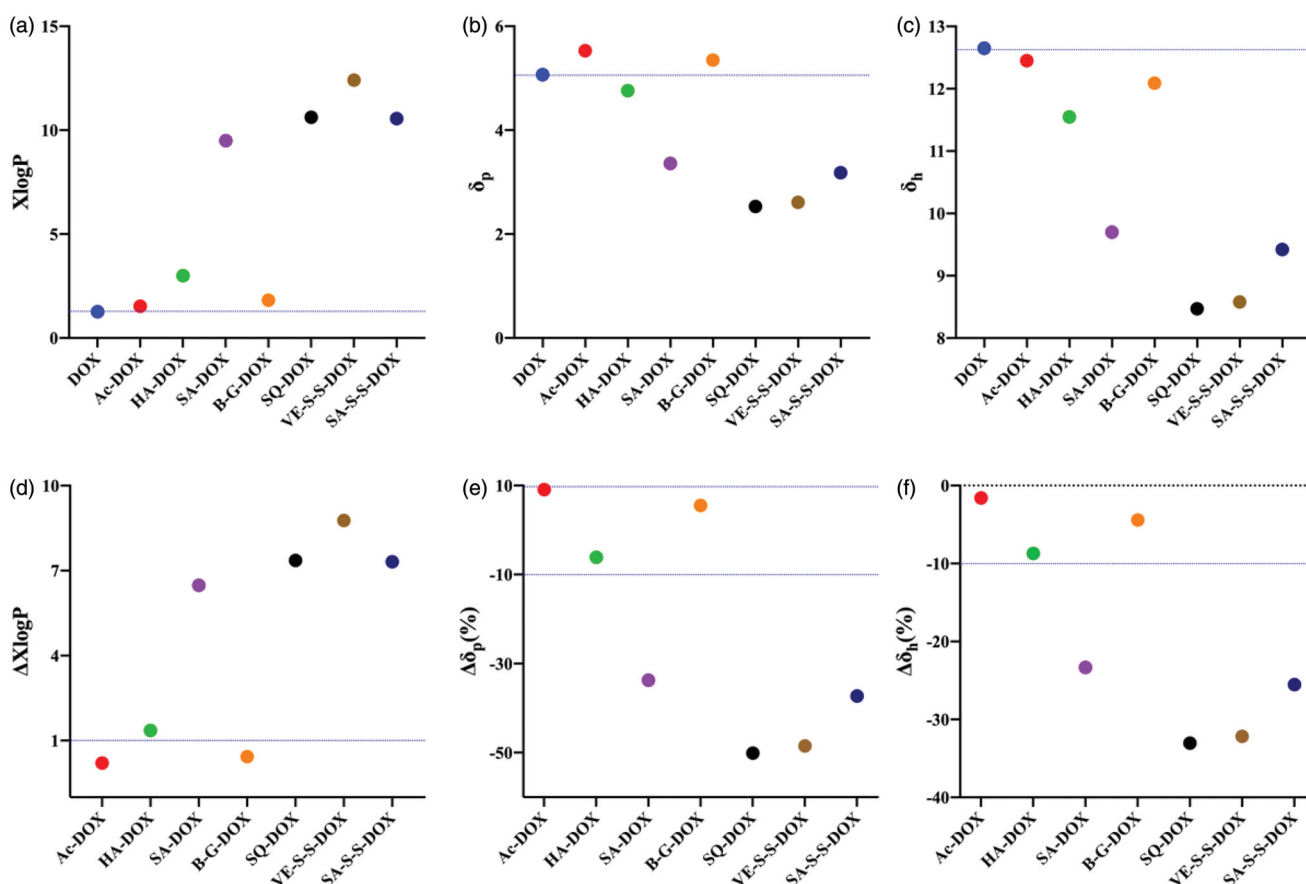 (a)
XlogP
15
10
5
0
DOX
Ac-DOX
HA-DOX
SA-DOX
B-G-DOX
SQ-DOX
VE-S-S-DOX
SA-S-S-DOX
(b)
δp
6
4
2
0
DOX
Ac-DOX
HA-DOX
SA-DOX
B-G-DOX
SQ-DOX
VE-S-S-DOX
SA-S-S-DOX
(c)
δh
13
12
11
10
9
8
DOX
Ac-DOX
HA-DOX
SA-DOX
B-G-DOX
SQ-DOX
VE-S-S-DOX
SA-S-S-DOX
(d)
ΔXlogP
10
7
4
1
Ac-DOX
HA-DOX
SA-DOX
B-G-DOX
SQ-DOX
VE-S-S-DOX
SA-S-S-DOX
(e)
Δδp(%)
10
-10
-30
-50
Ac-DOX
HA-DOX
SA-DOX
B-G-DOX
SQ-DOX
VE-S-S-DOX
SA-S-S-DOX
(f)
Δδh(%)
0
-10
-20
-30
-40
Ac-DOX
HA-DOX
SA-DOX
B-G-DOX
SQ-DOX
VE-S-S-DOX
SA-S-S-DOX